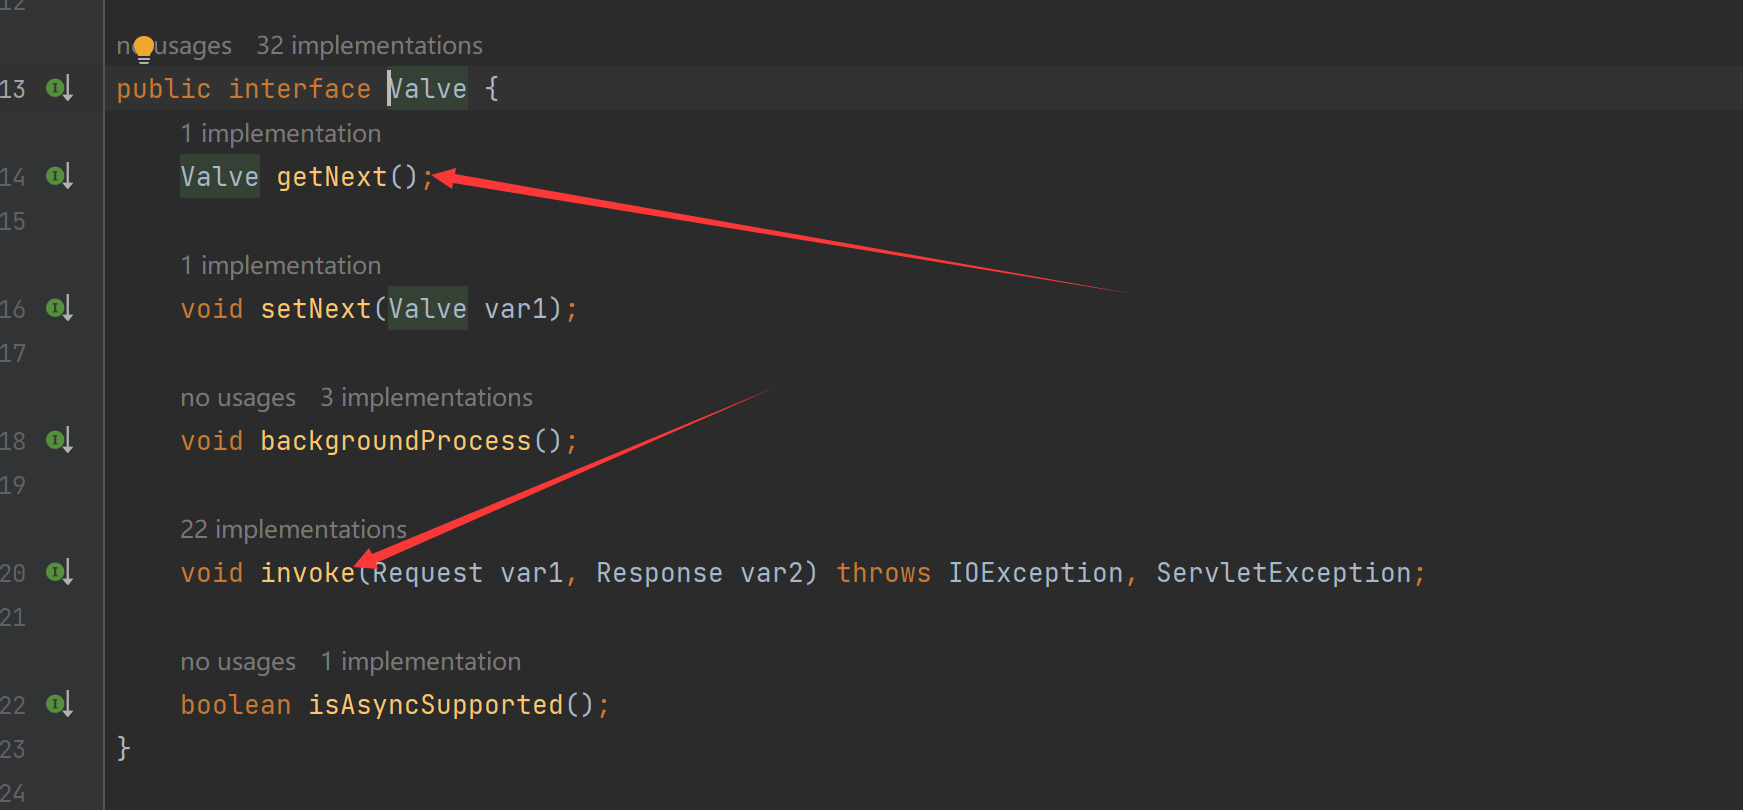 12
no usages 32 implementations
13 public interface Valve {
1 implementation
14 Valve getNext();
15
1 implementation
16 void setNext(Valve var1);
17
no usages 3 implementations
18 void backgroundProcess();
19
22 implementations
20 void invoke(Request var1, Response var2) throws IOException, ServletException;
21
no usages 1 implementation
22 boolean isAsyncSupported();
23 }
24